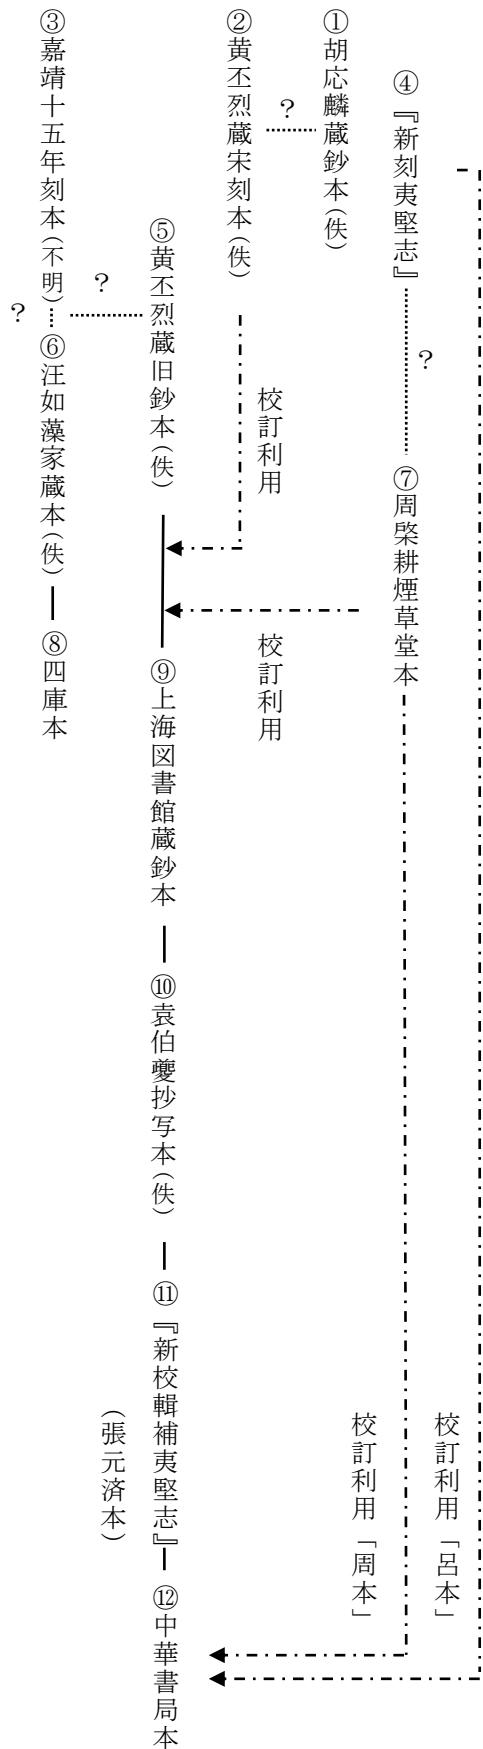 ④『新刻夷堅志』
①胡応麟蔵鈔本（佚）
?
②黄丕烈蔵宋刻本（佚）
⑤黄丕烈蔵旧鈔本（佚）
?
③嘉靖十五年刻本（不明）
?
⑥汪如藻家蔵本（佚）
⑧四庫本
?
⑦周棨耕煙草堂本
校訂利用
校訂利用
⑨上海図書館蔵鈔本
⑩袁伯夔抄写本（佚）
⑪『新校輯補夷堅志』
（張元済本）
⑫中華書局本
校訂利用「呂本」
校訂利用「周本」